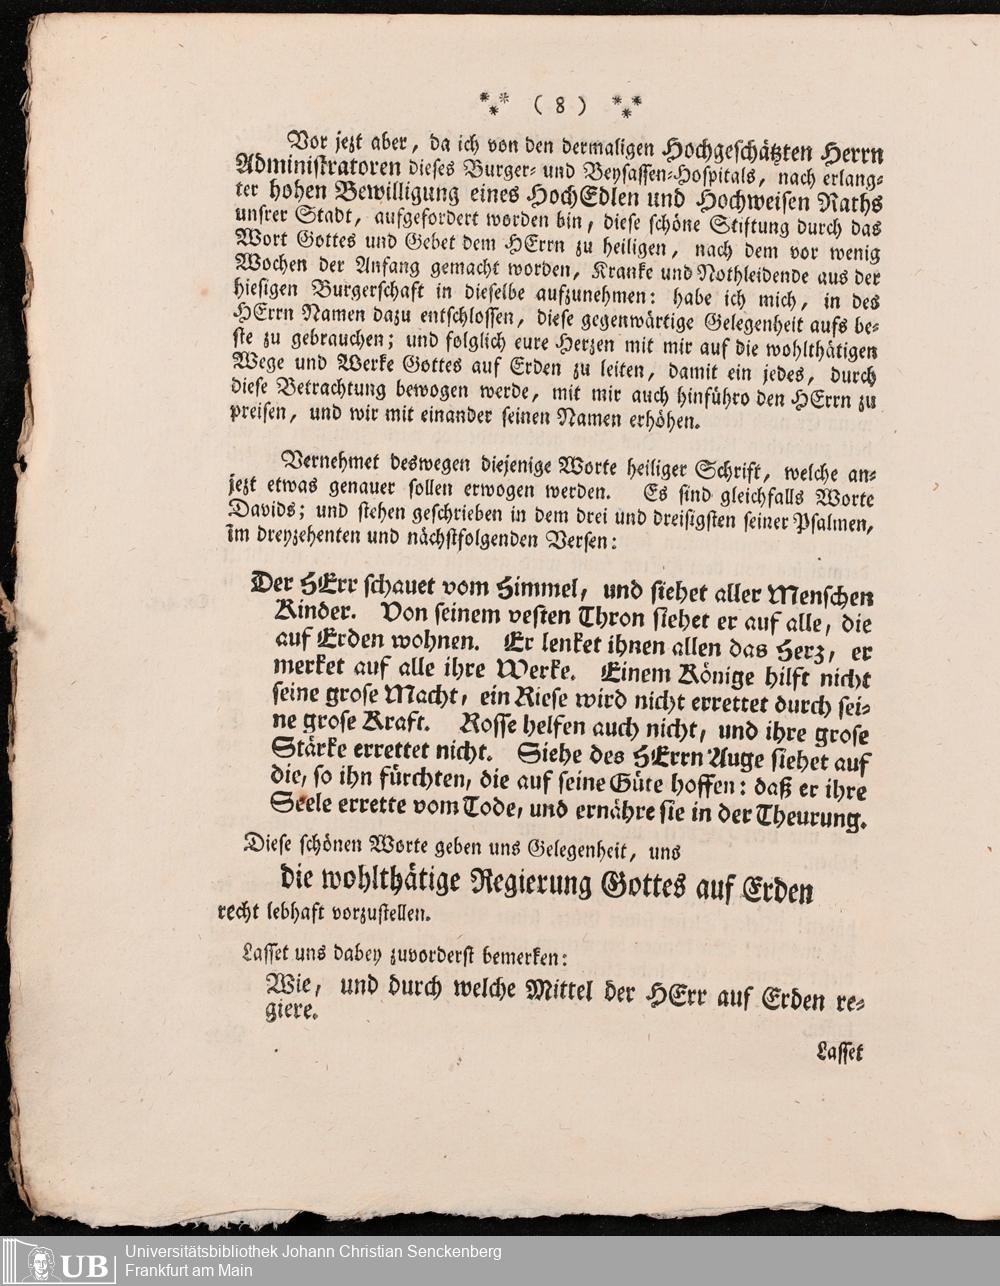 ( 8 )
Vor jezt aber, da ich von den dermaligen Hochgeschätzten Herrn
Administratoren dieses Burger- und Beysassen-Hospitals, nach erlang-
ter hohen Bewilligung eines HochEdlen und Hochweisen Raths
unsrer Stadt, aufgefordert worden bin, diese schöne Stiftung durch das
Wort Gottes und Gebet dem HErrn zu heiligen, nach dem vor wenig
Wochen der Anfang gemacht worden, Kranke und Nothleidende aus der
hiesigen Burgerschaft in dieselbe aufzunehmen: habe ich mich, in des
HErrn Namen dazu entschlossen, diese gegenwärtige Gelegenheit aufs be-
ste zu gebrauchen; und folglich eure Herzen mit mir auf die wohlthätigen
Wege und Werke Gottes auf Erden zu leiten, damit ein jedes, durch
diese Betrachtung bewogen werde, mit mir auch hinführo den HErrn zu
preisen, und wir mit einander seinen Namen erhöhen.
Vernehmet deswegen diejenige Worte heiliger Schrift, welche an-
jezt etwas genauer sollen erwogen werden. Es sind gleichfalls Worte
Davids; und stehen geschrieben in dem drei und dreisigsten seiner Psalmen,
im dreyzehenten und nächstfolgenden Versen:
Der HErr schauet vom Himmel, und siehet aller Menschen
Kinder. Von seinem vesten Thron siehet er auf alle, die
auf Erden wohnen. Er lenket ihnen allen das Herz, er
merket auf alle ihre Werke. Einem Könige hilft nicht
seine grose Macht, ein Riese wird nicht errettet durch sei-
ne grose Kraft. Rosse helfen auch nicht, und ihre grose
Stärke errettet nicht. Siehe des HErrn Auge siehet auf
die, so ihn fürchten, die auf seine Güte hoffen: daß er ihre
Seele errette vom Tode, und ernähre sie in der Theurung.
Diese schönen Worte geben uns Gelegenheit, uns
die wohlthätige Regierung Gottes auf Erden
recht lebhaft vorzustellen.
Lasset uns dabey zuvorderst bemerken:
Wie, und durch welche Mittel der HErr auf Erden re-
giere.
Lasset
UB
Universitätsbibliothek Johann Christian Senckenberg
Frankfurt am Main